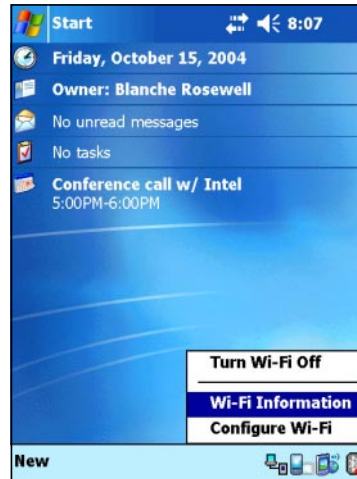 Start 8:07
Friday, October 15, 2004
Owner: Blanche Rosewell
No unread messages
No tasks
Conference call w/ Intel
5:00PM-6:00PM
Turn Wi-Fi Off
Wi-Fi Information
Configure Wi-Fi
New